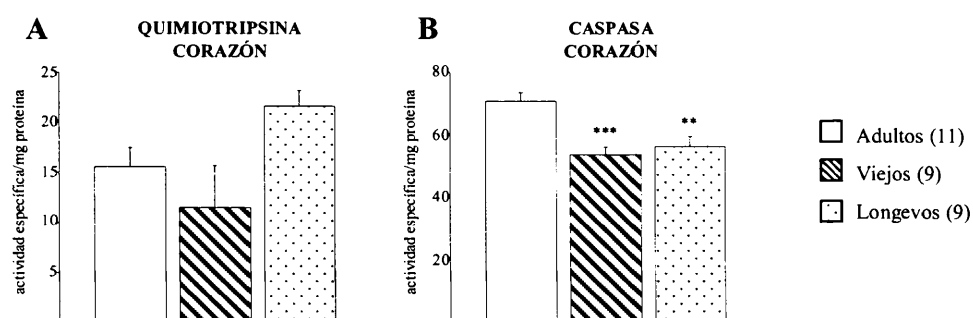 A
QUIMIOTRIPSINA
CORAZÓN
actividad específica/mg proteína
25
20
15
10
5
B
CASPASA
CORAZÓN
actividad específica/mg proteína
80
60
40
20
***
**
Adultos (11)
Viejos (9)
Longevos (9)